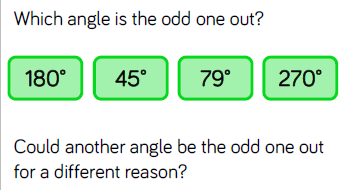 Which angle is the odd one out?
180° 45° 79° 270°
Could another angle be the odd one out
for a different reason?